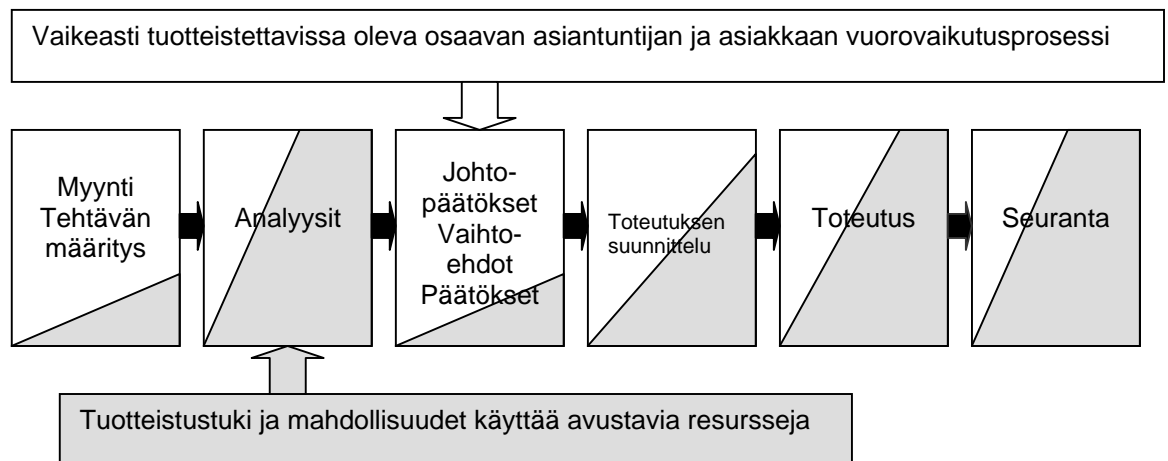 Vaikeasti tuotteistettavissa oleva osaavan asiantuntijan ja asiakkaan vuorovaikutusprosessi
Myynti
Tehtävän
määritys
Analyysit
Johto-
päätökset
Vaihto-
ehdot
Päätökset
Toteutuksen
suunnittelu
Toteutus
Seuranta
Tuotteistustuki ja mahdollisuudet käyttää avustavia resursseja